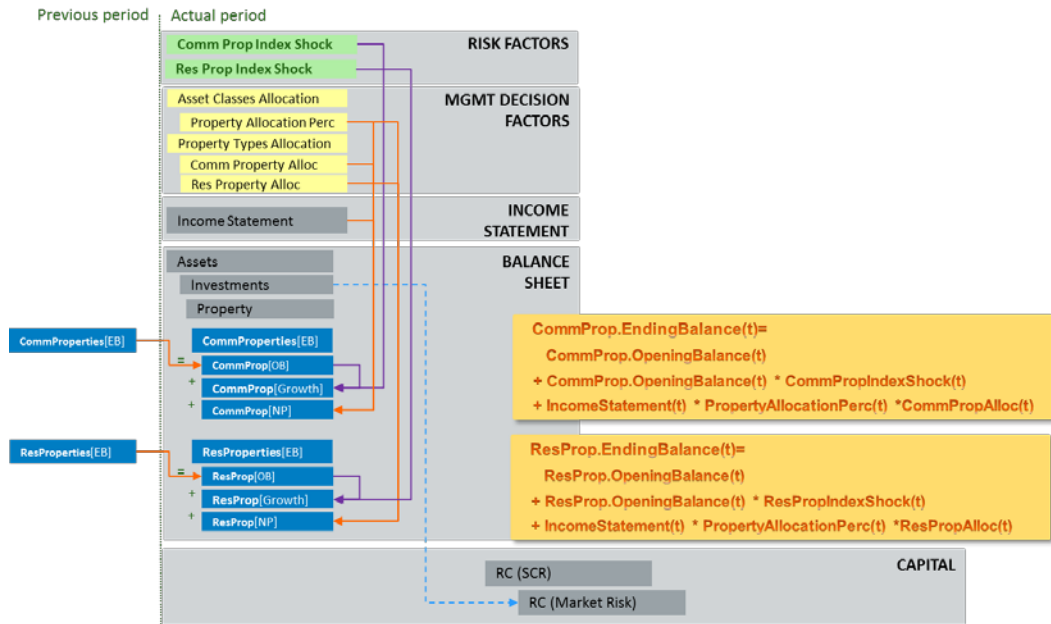 Previous period
Actual period
RISK FACTORS
Comm Prop Index Shock
Res Prop Index Shock
MGMT DECISION
FACTORS
Asset Classes Allocation
Property Allocation Perc
Property Types Allocation
Comm Property Alloc
Res Property Alloc
INCOME
STATEMENT
Income Statement
BALANCE
SHEET
Assets
Investments
Property
CommProperties[EB]
CommProperties[EB]
= CommProp[OB]
+ CommProp[Growth]
+ CommProp[NP]
CommProp.EndingBalance(t)=
CommProp.OpeningBalance(t)
+ CommProp.OpeningBalance(t) * CommPropIndexShock(t)
+ IncomeStatement(t) * PropertyAllocationPerc(t) *CommPropAlloc(t)
ResProperties[EB]
ResProperties[EB]
= ResProp[OB]
+ ResProp[Growth]
+ ResProp[NP]
ResProp.EndingBalance(t)=
ResProp.OpeningBalance(t)
+ ResProp.OpeningBalance(t) * ResPropIndexShock(t)
+ IncomeStatement(t) * PropertyAllocationPerc(t) *ResPropAlloc(t)
CAPITAL
RC (SCR)
RC (Market Risk)